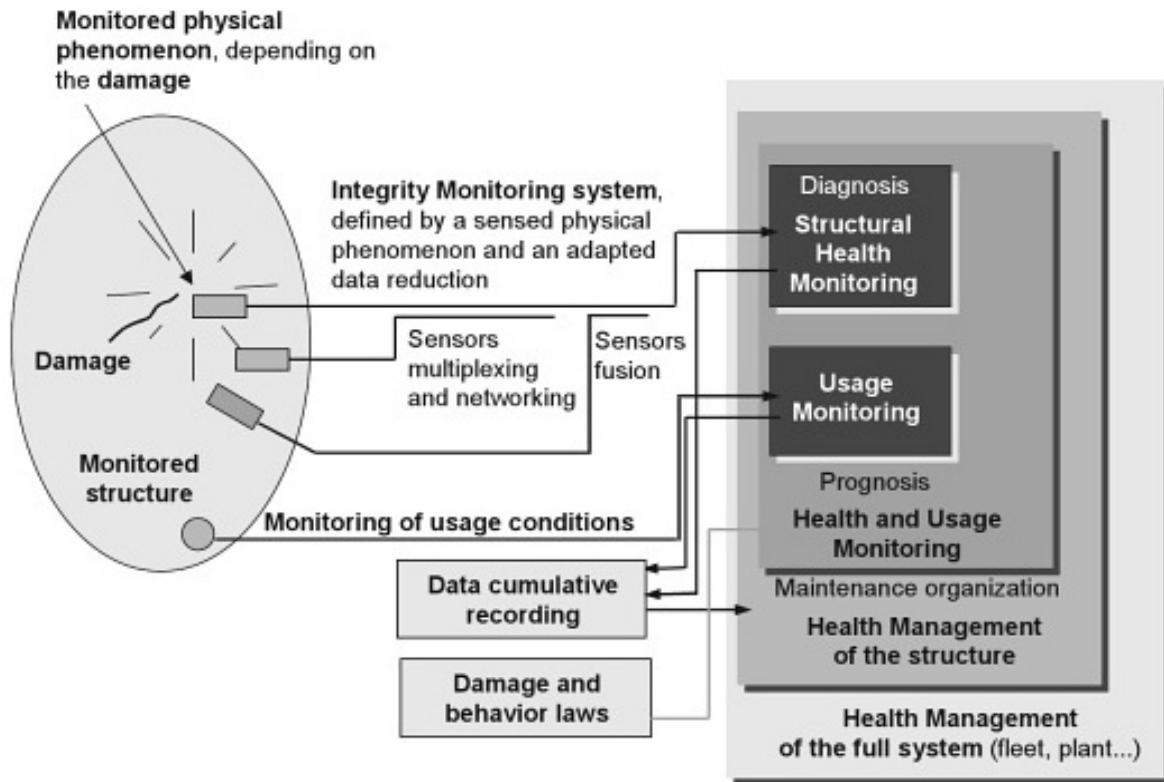 Monitored physical
phenomenon, depending on
the damage
Integrity Monitoring system,
defined by a sensed physical
phenomenon and an adapted
data reduction
Damage
Sensors
multiplexing
and networking
Sensors
fusion
Monitored
structure
Monitoring of usage conditions
Data cumulative
recording
Damage and
behavior laws
Diagnosis
Structural
Health
Monitoring
Usage
Monitoring
Prognosis
Health and Usage
Monitoring
Maintenance organization
Health Management
of the structure
Health Management
of the full system (fleet, plant...)